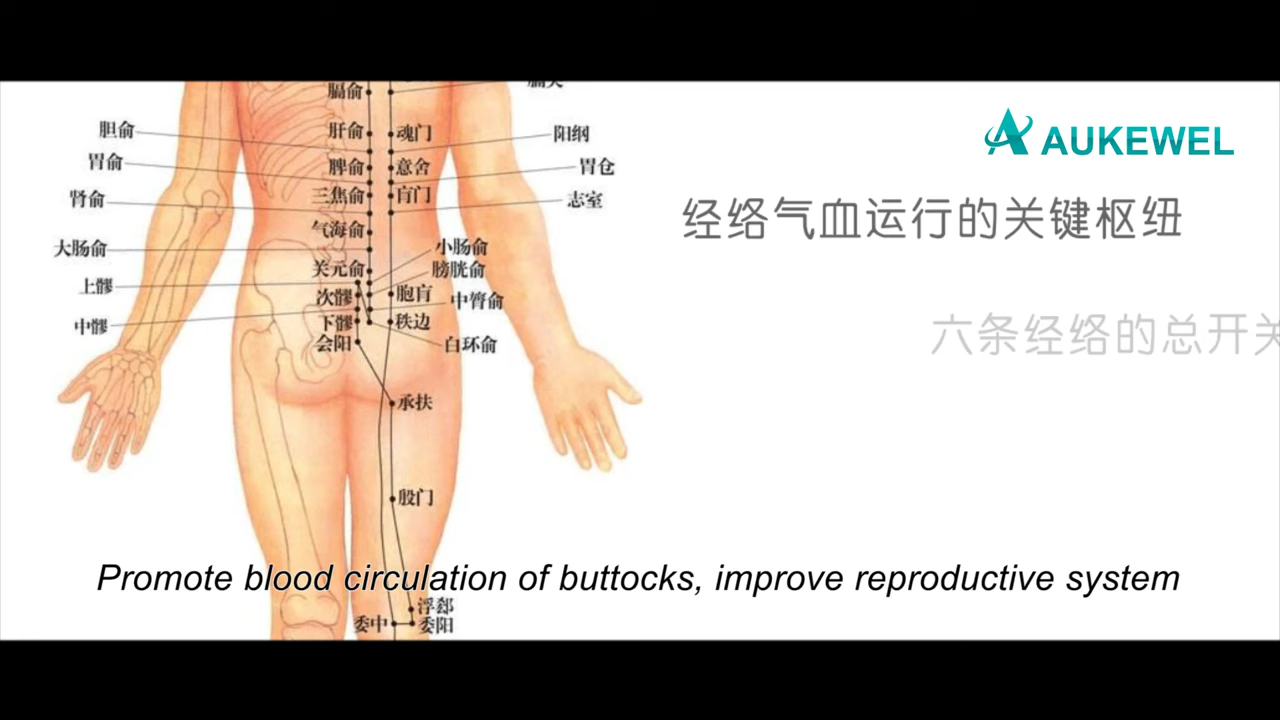 膈俞
胆俞
肝俞
魂门
阳纲
胃俞
脾俞
意舍
胃仓
肾俞
三焦俞
肓门
志室
气海俞
大肠俞
小肠俞
关元俞
膀胱俞
上髎
次髎
胞肓
中膂俞
中髎
下髎
秩边
会阳
白环俞
承扶
殷门
浮郄
委中
委阳
AUKEWEL
经络气血运行的关键枢纽
六条经络的总开关
Promote blood circulation of buttocks, improve reproductive system